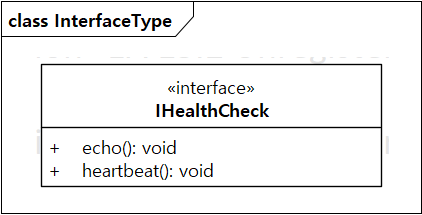 class InterfaceType
«interface»
IHealthCheck
+ echo(): void
+ heartbeat(): void